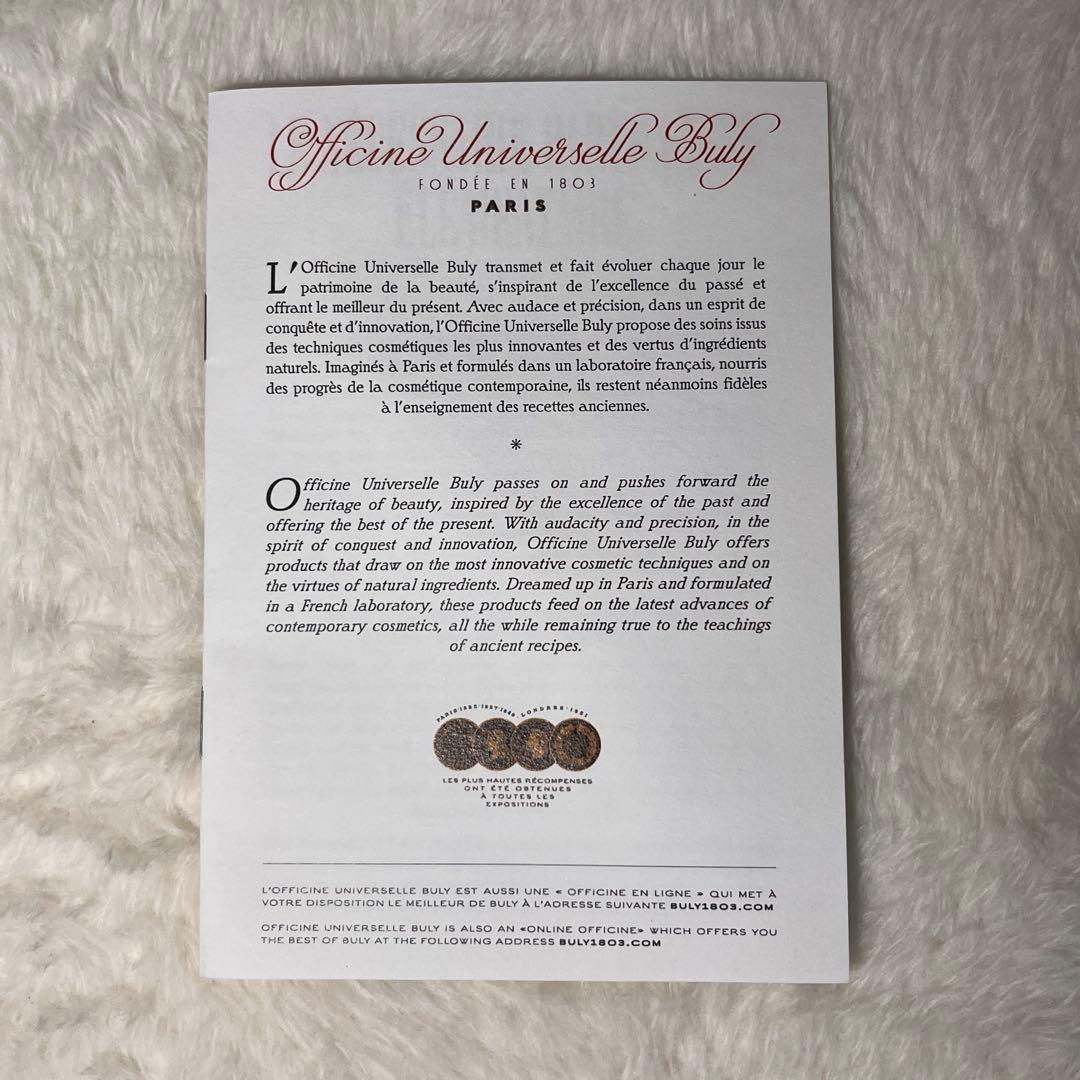 Officine Universelle Buly
FONDÉE EN 1803
PARIS
L'Officine Universelle Buly transmet et fait évoluer chaque jour le
patrimoine de la beauté, s'inspirant de l'excellence du passé et
offrant le meilleur du présent. Avec audace et précision, dans un esprit de
conquête et d'innovation, l'Officine Universelle Buly propose des soins issus
des techniques cosmétiques les plus innovantes et des vertus d'ingrédients
naturels. Imaginés à Paris et formulés dans un laboratoire français, nourris
des progrès de la cosmétique contemporaine, ils restent néanmoins fidèles
à l'enseignement des recettes anciennes.
*
Officine Universelle Buly passes on and pushes forward the
heritage of beauty, inspired by the excellence of the past and
offering the best of the present. With audacity and precision, in the
spirit of conquest and innovation, Officine Universelle Buly offers
products that draw on the most innovative cosmetic techniques and on
the virtues of natural ingredients. Dreamed up in Paris and formulated
in a French laboratory, these products feed on the latest advances of
contemporary cosmetics, all the while remaining true to the teachings
of ancient recipes.
PARIS · LONDRES
LES PLUS HAUTES RÉCOMPENSES
ONT ÉTÉ OBTENUES
À TOUTES LES
EXPOSITIONS
L'OFFICINE UNIVERSELLE BULY EST AUSSI UNE « OFFICINE EN LIGNE » QUI MET À
VOTRE DISPOSITION LE MEILLEUR DE BULY À L'ADRESSE SUIVANTE BULY1803.COM
OFFICINE UNIVERSELLE BULY IS ALSO AN «ONLINE OFFICINE» WHICH OFFERS YOU
THE BEST OF BULY AT THE FOLLOWING ADDRESS BULY1803.COM